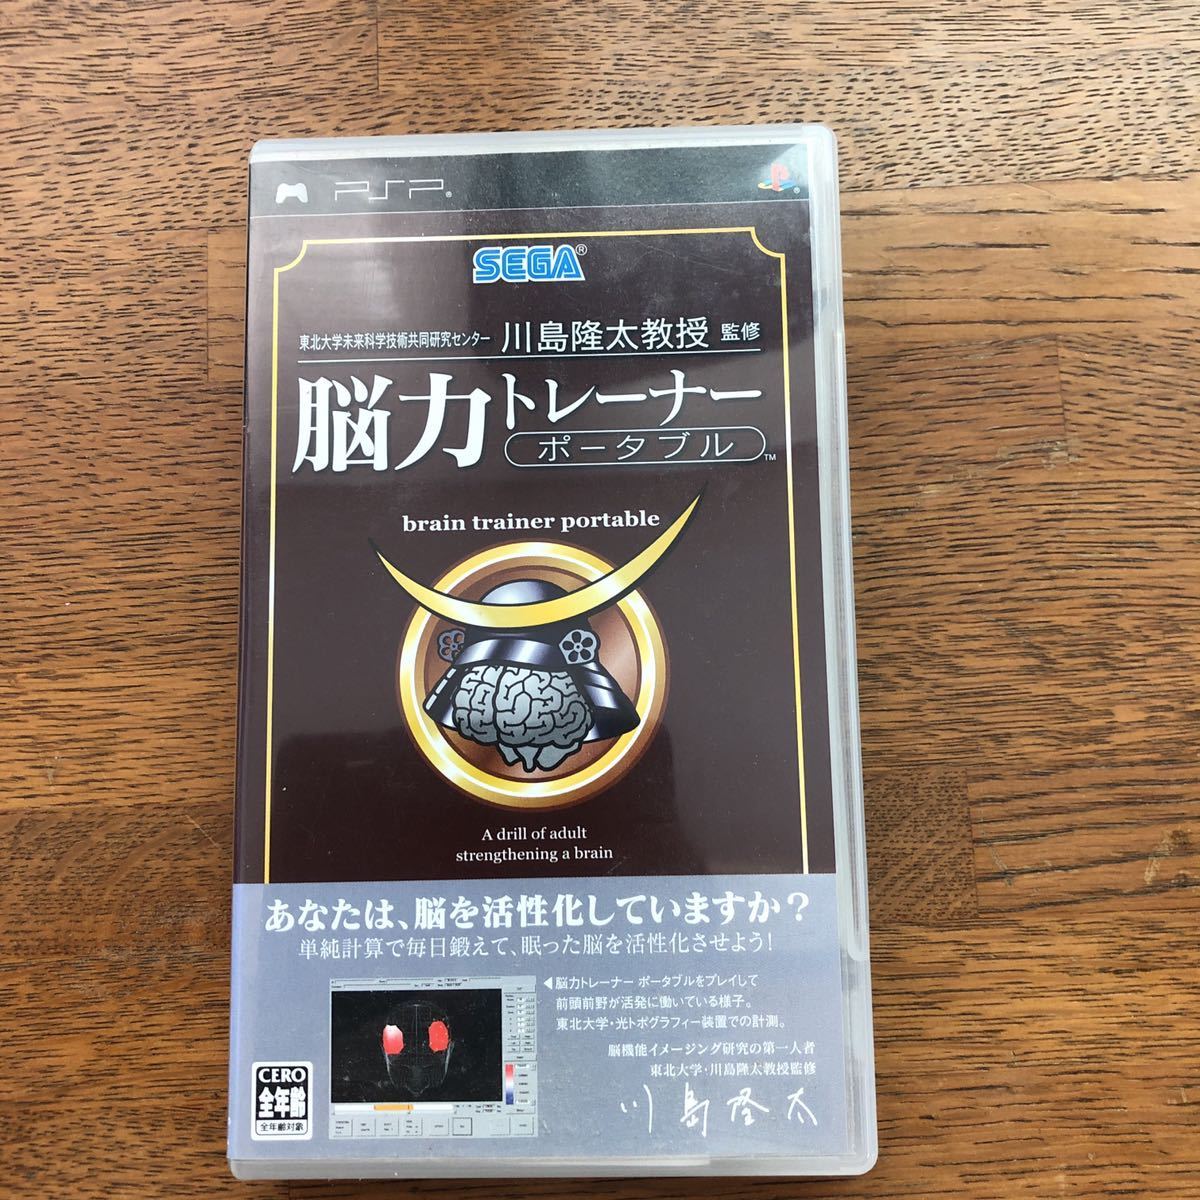 PSP®
®
SEGA®
東北大学未来科学技術共同研究センター 川島隆太教授 監修
脳力トレーナー
ポータブル™
brain trainer portable
A drill of adult
strengthening a brain
あなたは、脳を活性化していますか？
単純計算で毎日鍛えて、眠った脳を活性化させよう！
◀脳力トレーナー ポータブルをプレイして
前頭前野が活発に働いている様子。
東北大学・光トポグラフィー装置での計測。
脳機能イメージング研究の第一人者
東北大学・川島隆太教授監修
川島隆太
CERO
全年齢
全年齢対象